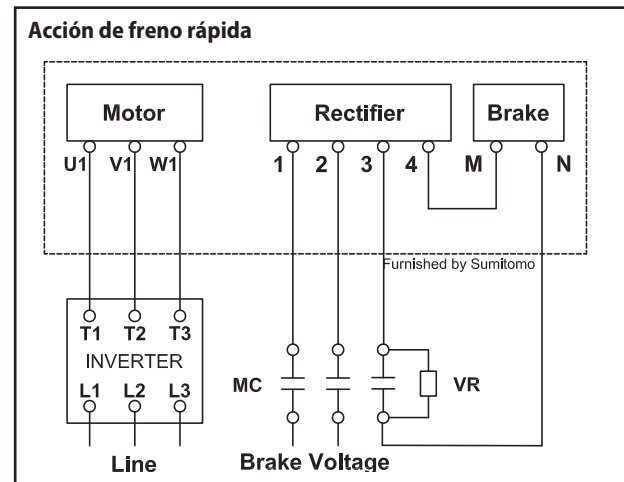 Acción de freno rápida
Motor Rectifier Brake
U1 V1 W1 1 2 3 4 M N
Furnished by Sumitomo
T1 T2 T3
INVERTER
L1 L2 L3
MC VR
Line Brake Voltage